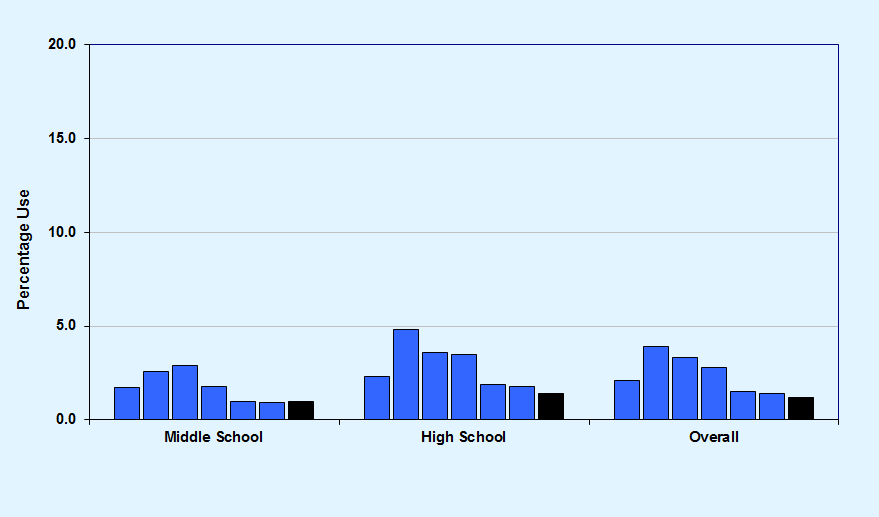 20.0
15.0
10.0
5.0
0.0
Percentage Use
Middle School
High School
Overall